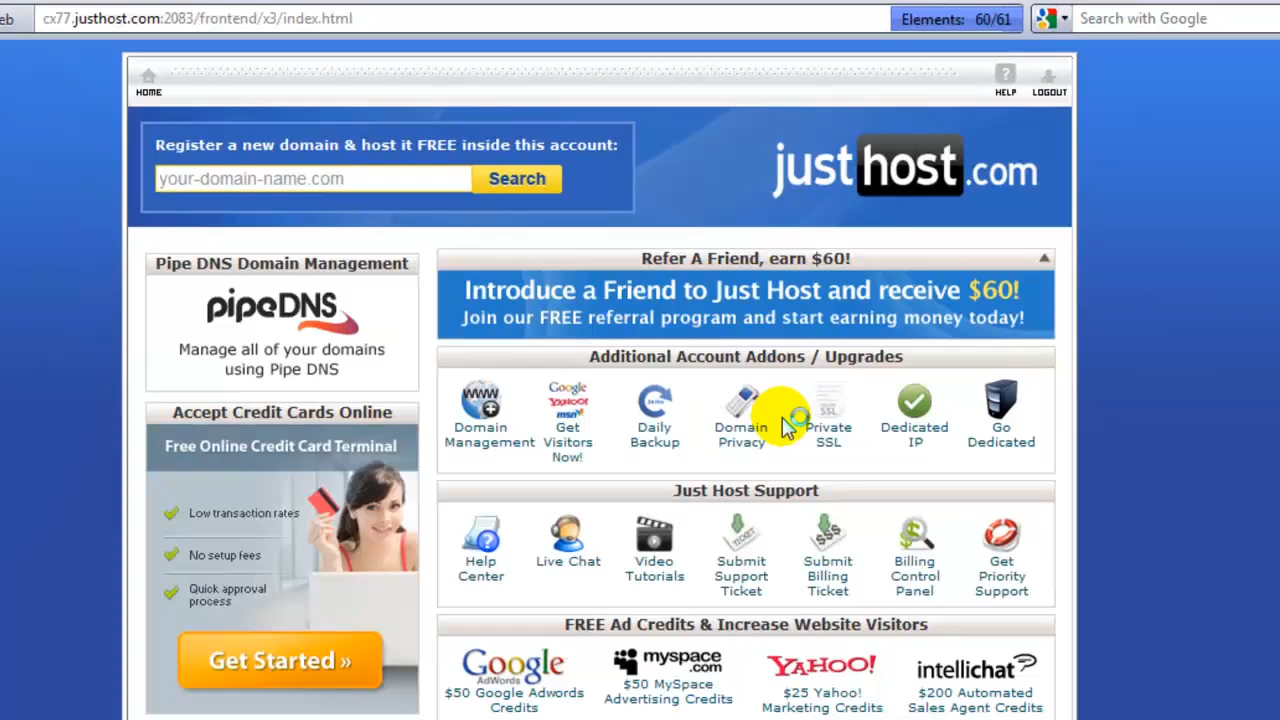 eb
cx77.justhost.com:2083/frontend/x3/index.html
Elements: 60/61
Search with Google
HOME
HELP
LOGOUT
Register a new domain & host it FREE inside this account:
your-domain-name.com
Search
justhost.com
Pipe DNS Domain Management
pipeDNS
Manage all of your domains
using Pipe DNS
Accept Credit Cards Online
Free Online Credit Card Terminal
Low transaction rates
No setup fees
Quick approval
process
Get Started »
Refer A Friend, earn $60!
Introduce a Friend to Just Host and receive $60!
Join our FREE referral program and start earning money today!
Additional Account Addons / Upgrades
WWW
Domain
Management
Google
YAHOO!
msn
Get
Visitors
Now!
Daily
Backup
Domain
Privacy
SSL
Private
SSL
Dedicated
IP
Go
Dedicated
Just Host Support
Help
Center
Live Chat
Video
Tutorials
TICKET
Submit
Support
Ticket
$$$
Submit
Billing
Ticket
Billing
Control
Panel
Get
Priority
Support
FREE Ad Credits & Increase Website Visitors
Google
AdWords
$50 Google Adwords
Credits
myspace.com
$50 MySpace
Advertising Credits
YAHOO!
$25 Yahoo!
Marketing Credits
intellichat
$200 Automated
Sales Agent Credits